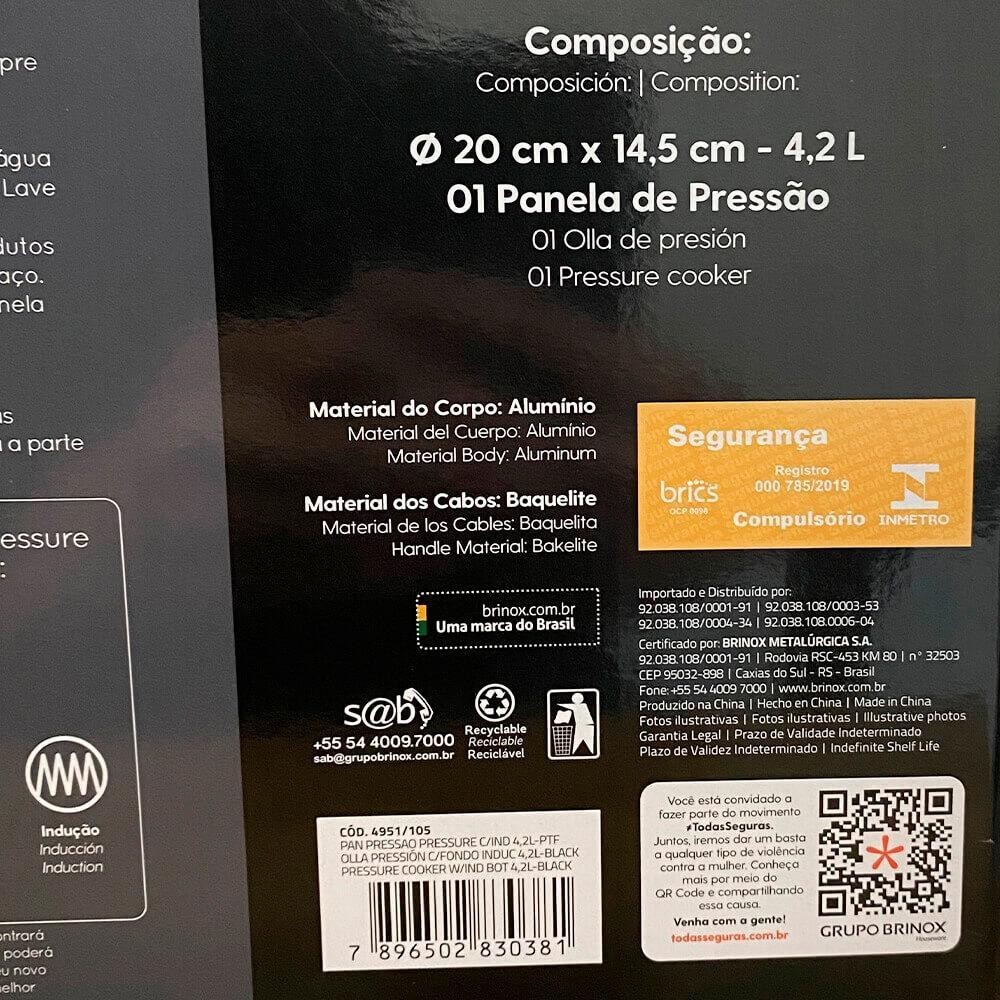 pre
água
Lave
dutos
aço.
nela
a parte
essure
:
Indução
Inducción
Induction
ontrará
poderá
eu novo
elhor
Composição:
Composición: | Composition:
Ø 20 cm x 14,5 cm - 4,2 L
01 Panela de Pressão
01 Olla de presión
01 Pressure cooker
Material do Corpo: Alumínio
Material del Cuerpo: Alumínio
Material Body: Aluminum
Material dos Cabos: Baquelite
Material de los Cables: Baquelita
Handle Material: Bakelite
Segurança
Registro
000 785/2019
brics
OCP 0098
Compulsório
INMETRO
brinox.com.br
Uma marca do Brasil
Importado e Distribuído por:
92.038.108/0001-91 | 92.038.108/0003-53
92.038.108/0004-34 | 92.038.108.0006-04
Certificado por: BRINOX METALÚRGICA S.A.
92.038.108/0001-91 | Rodovia RSC-453 KM 80 | n° 32503
CEP 95032-898 | Caxias do Sul - RS - Brasil
Fone: +55 54 4009 7000 | www.brinox.com.br
Produzido na China | Hecho en China | Made in China
Fotos ilustrativas | Fotos ilustrativas | Illustrative photos
Garantia Legal | Prazo de Validade Indeterminado
Plazo de Validez Indeterminado | Indefinite Shelf Life
s@b
+55 54 4009.7000
sab@grupobrinox.com.br
Recyclable
Reciclable
Reciclável
CÓD. 4951/105
PAN PRESSAO PRESSURE C/IND 4,2L-PTF
OLLA PRESSIÓN C/FONDO INDUC 4,2L-BLACK
PRESSURE COOKER W/IND BOT 4,2L-BLACK
7 896502 830381
Você está convidado a
fazer parte do movimento
#TodasSeguras.
Juntos, iremos dar um basta
a qualquer tipo de violência
contra a mulher. Conheça
mais por meio do
QR Code e compartilhando
essa causa.
Venha com a gente!
todasseguras.com.br
GRUPO BRINOX
Houseware